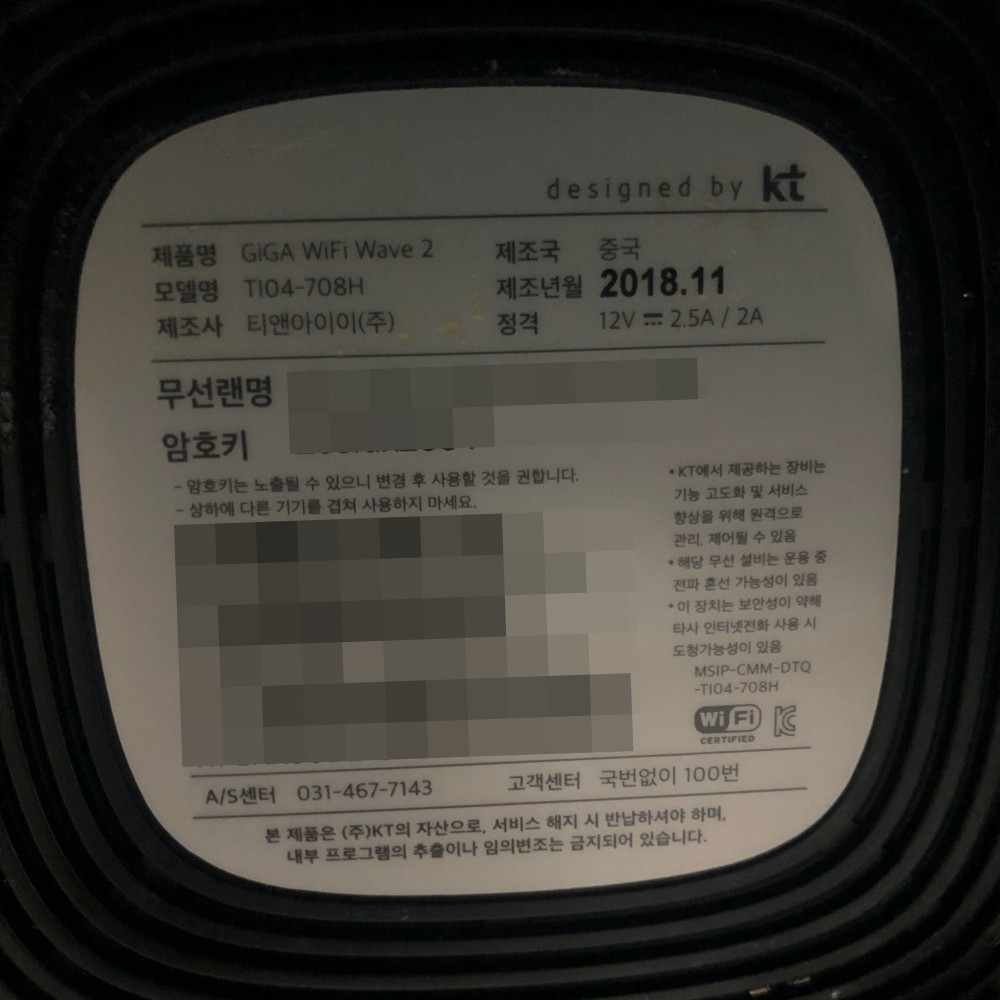 designed by kt
제품명 GiGA WiFi Wave 2 제조국 중국
모델명 TI04-708H 제조년월 2018.11
제조사 티앤아이이(주) 정격 12V ⎓ 2.5A / 2A
무선랜명
암호키
- 암호키는 노출될 수 있으니 변경 후 사용할 것을 권합니다.
- 상하에 다른 기기를 겹쳐 사용하지 마세요.
• KT에서 제공하는 장비는
기능 고도화 및 서비스
향상을 위해 원격으로
관리, 제어될 수 있음
• 해당 무선 설비는 운용 중
전파 혼선 가능성이 있음
• 이 장치는 보안성이 약해
타사 인터넷전화 사용 시
도청가능성이 있음
MSIP-CMM-DTQ
-TI04-708H
Wi Fi
CERTIFIED
A/S센터 031-467-7143 고객센터 국번없이 100번
본 제품은 (주)KT의 자산으로, 서비스 해지 시 반납하셔야 하며,
내부 프로그램의 추출이나 임의변조는 금지되어 있습니다.